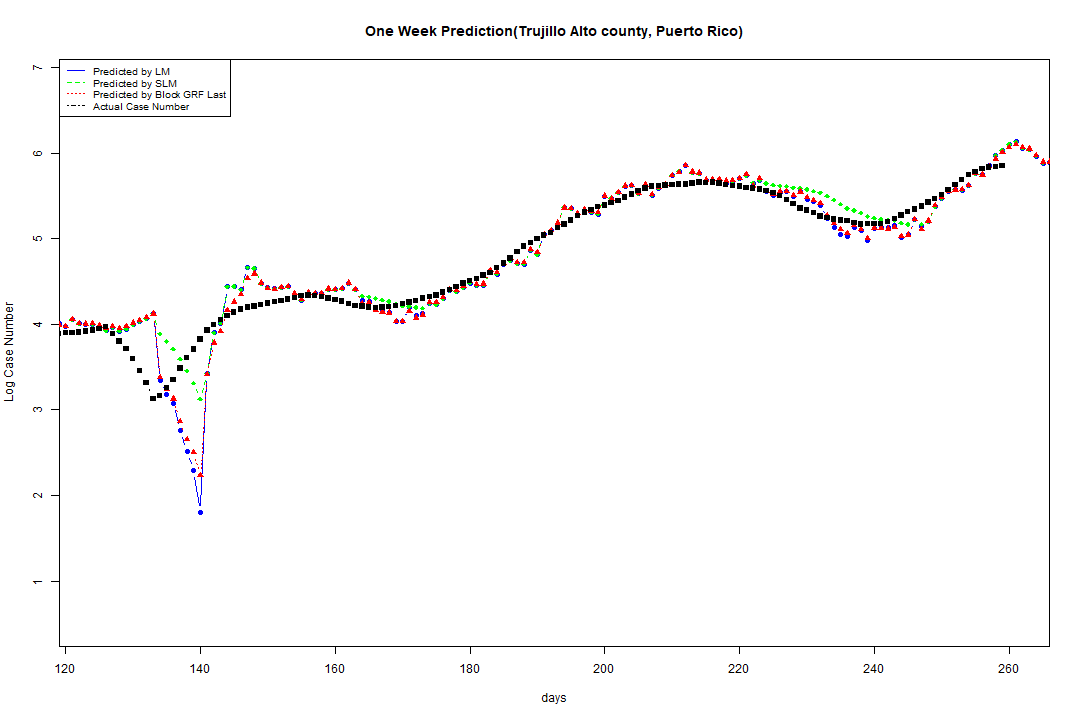 One Week Prediction(Trujillo Alto county, Puerto Rico)
Predicted by LM
Predicted by SLM
Predicted by Block GRF Last
Actual Case Number
7
6
5
4
3
2
1
Log Case Number
120 140 160 180 200 220 240 260
days